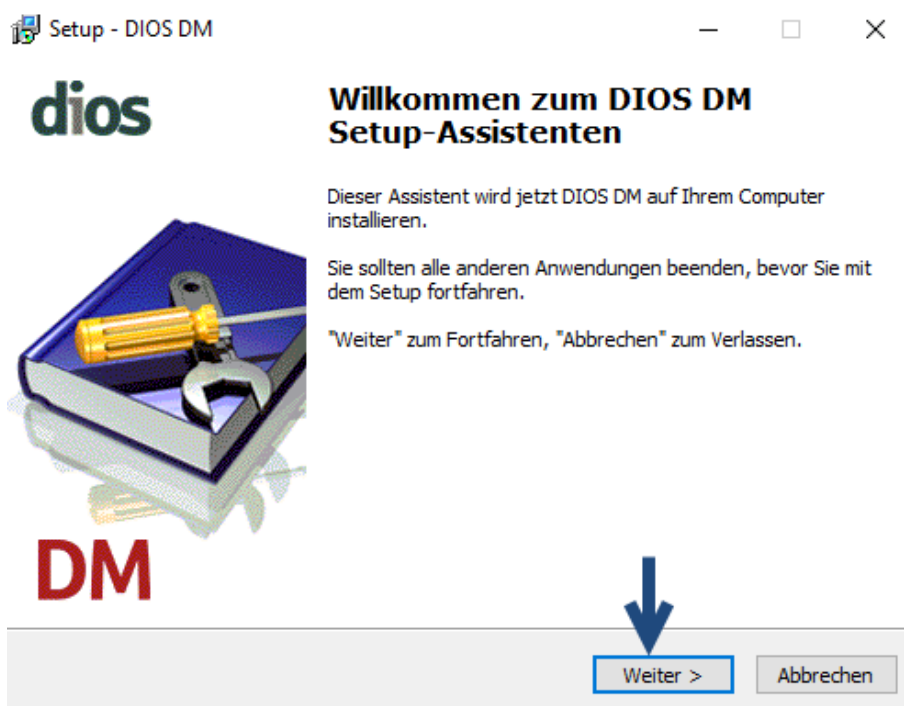 Setup - DIOS DM
dios
Willkommen zum DIOS DM
Setup-Assistenten
Dieser Assistent wird jetzt DIOS DM auf Ihrem Computer
installieren.
Sie sollten alle anderen Anwendungen beenden, bevor Sie mit
dem Setup fortfahren.
"Weiter" zum Fortfahren, "Abbrechen" zum Verlassen.
DM
Weiter >
Abbrechen